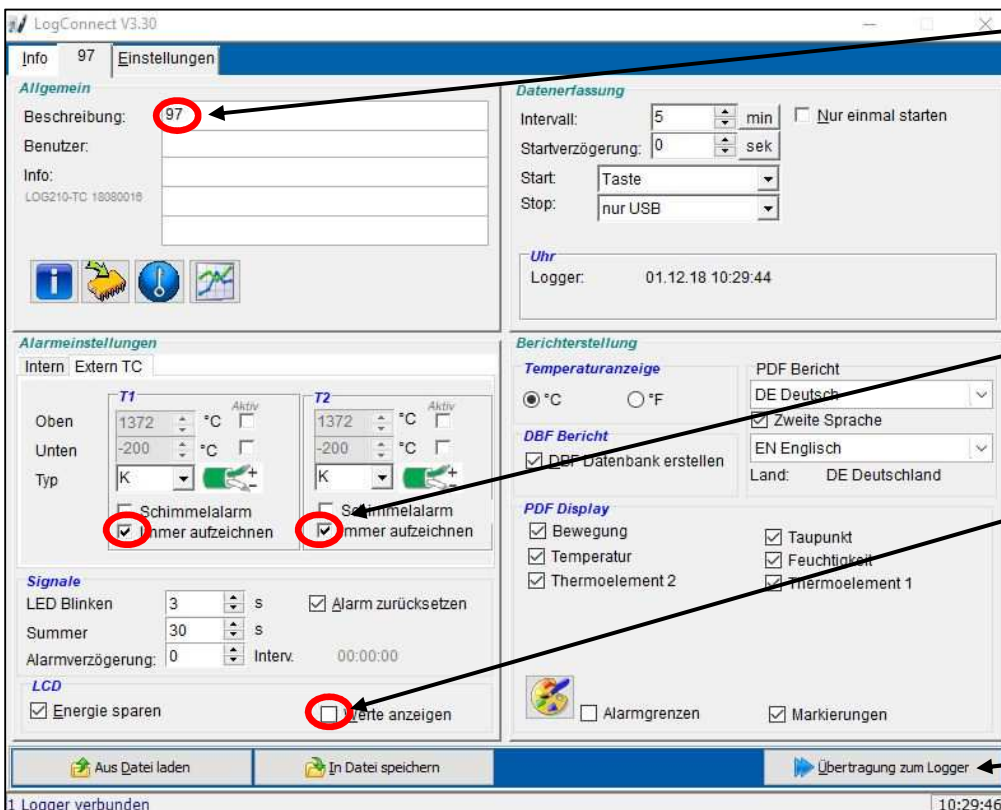 LogConnect V3.30
Info 97 Einstellungen
Allgemein
Beschreibung: 97
Benutzer:
Info:
LOG210-TC 18080016
Datenerfassung
Intervall: 5 min Nur einmal starten
Startverzögerung: 0 sek
Start: Taste
Stop: nur USB
Uhr
Logger: 01.12.18 10:29:44
Alarmeinstellungen
Intern Extern TC
T1
Aktiv
Oben 1372 °C
Unten -200 °C
Typ K
Schimmelalarm
Immer aufzeichnen
T2
Aktiv
1372 °C
-200 °C
K
Schimmelalarm
Immer aufzeichnen
Signale
LED Blinken 3 s Alarm zurücksetzen
Summer 30 s
Alarmverzögerung: 0 Interv. 00:00:00
LCD
Energie sparen Werte anzeigen
Berichterstellung
Temperaturanzeige
°C °F
DBF Bericht
DBF Datenbank erstellen
PDF Bericht
DE Deutsch
Zweite Sprache
EN Englisch
Land: DE Deutschland
PDF Display
Bewegung Taupunkt
Temperatur Feuchtigkeit
Thermoelement 2 Thermoelement 1
Alarmgrenzen Markierungen
Aus Datei laden In Datei speichern Übertragung zum Logger
1 Logger verbunden 10:29:46